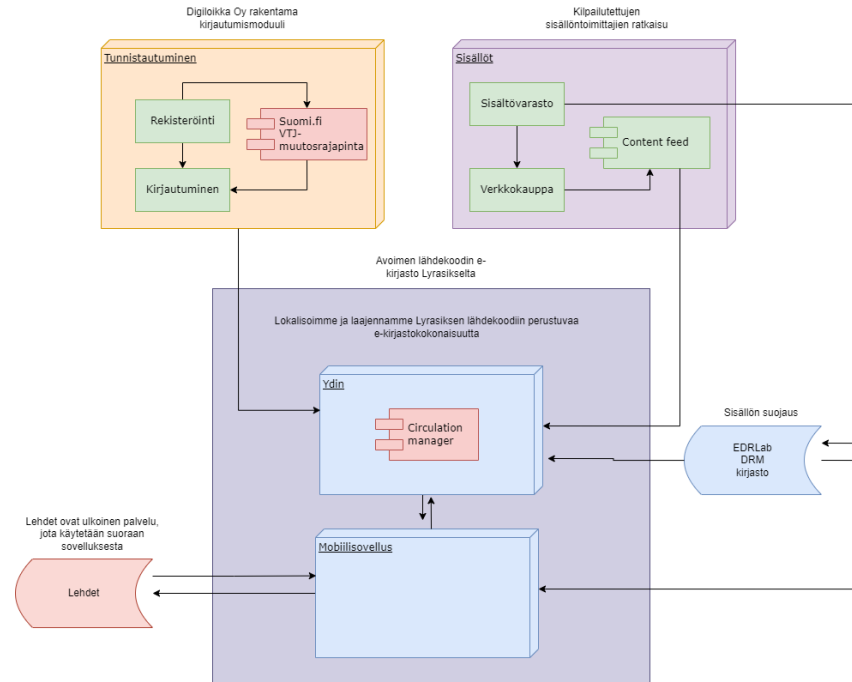 Digiloikka Oy rakentama
kirjautumismoduuli
Kilpailutettujen
sisällöntoimittajien ratkaisu
Tunnistautuminen
Rekisteröinti
Suomi.fi
VTJ-
muutosrajapinta
Kirjautuminen
Sisällöt
Sisältövarasto
Content feed
Verkkokauppa
Avoimen lähdekoodin e-
kirjasto Lyrasikselta
Lokalisoimme ja laajennamme Lyrasiksen lähdekoodiin perustuvaa
e-kirjastokokonaisuutta
Ydin
Circulation
manager
Sisällön suojaus
EDRLab
DRM
kirjasto
Lehdet ovat ulkoinen palvelu,
jota käytetään suoraan
sovelluksesta
Lehdet
Mobiilisovellus